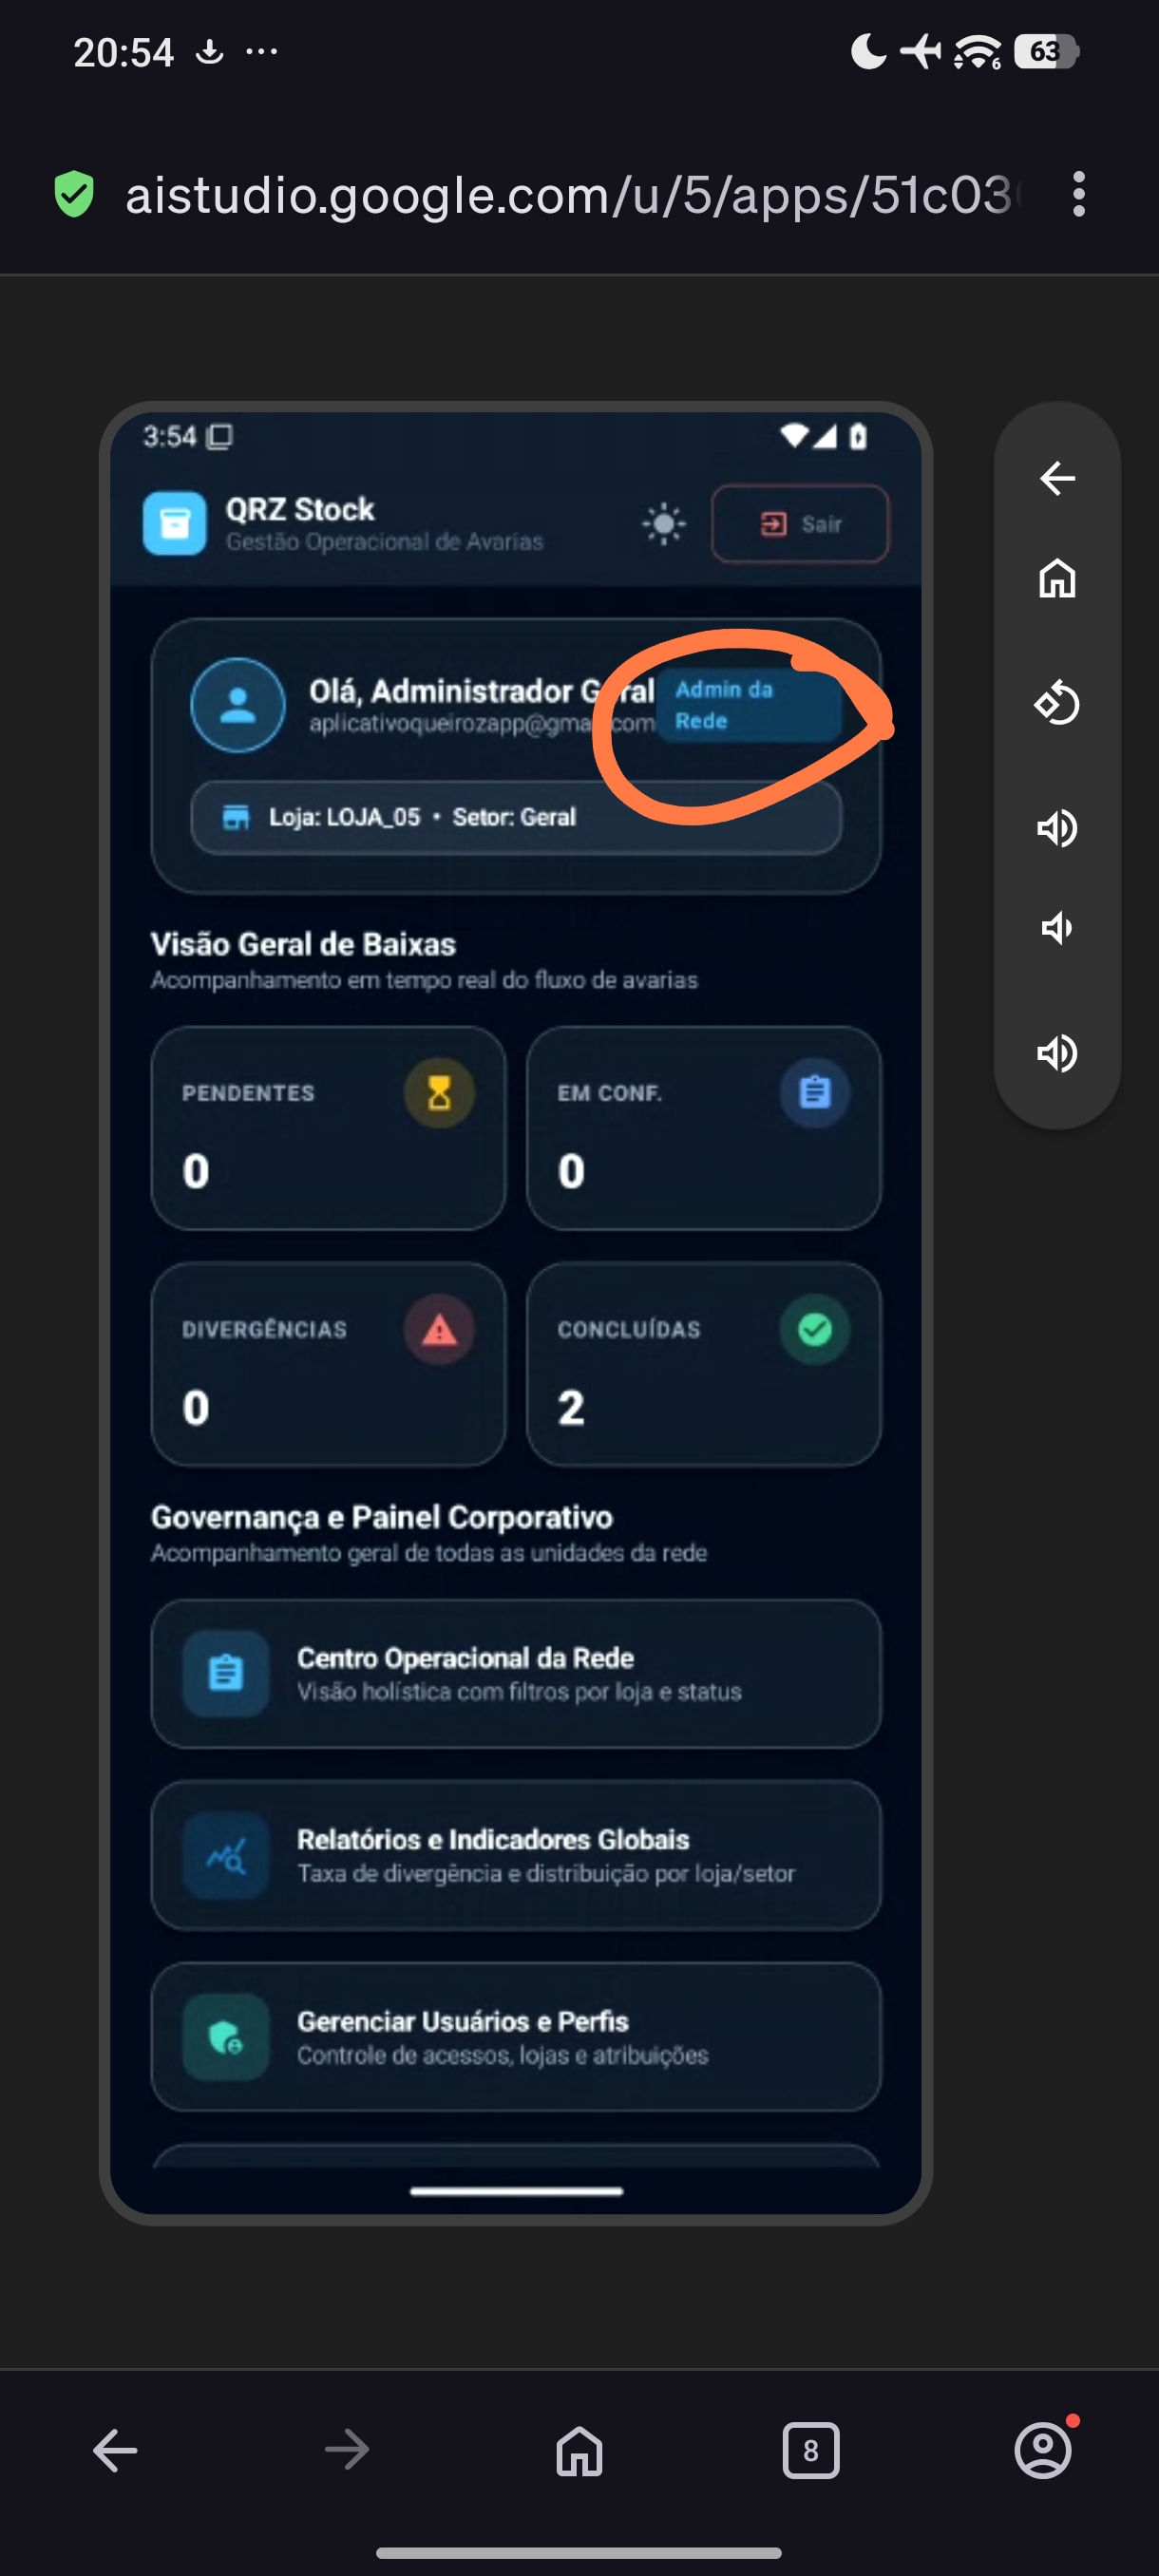 20:54
63
6
aistudio.google.com/u/5/apps/51c03
3:54
QRZ Stock
Gestão Operacional de Avarias
Sair
Olá, Administrador G ral
aplicativoqueirozapp@gma com
Admin da
Rede
Loja: LOJA_05 • Setor: Geral
Visão Geral de Baixas
Acompanhamento em tempo real do fluxo de avarias
PENDENTES
0
EM CONF.
0
DIVERGÊNCIAS
0
CONCLUÍDAS
2
Governança e Painel Corporativo
Acompanhamento geral de todas as unidades da rede
Centro Operacional da Rede
Visão holística com filtros por loja e status
Relatórios e Indicadores Globais
Taxa de divergência e distribuição por loja/setor
Gerenciar Usuários e Perfis
Controle de acessos, lojas e atribuições
8